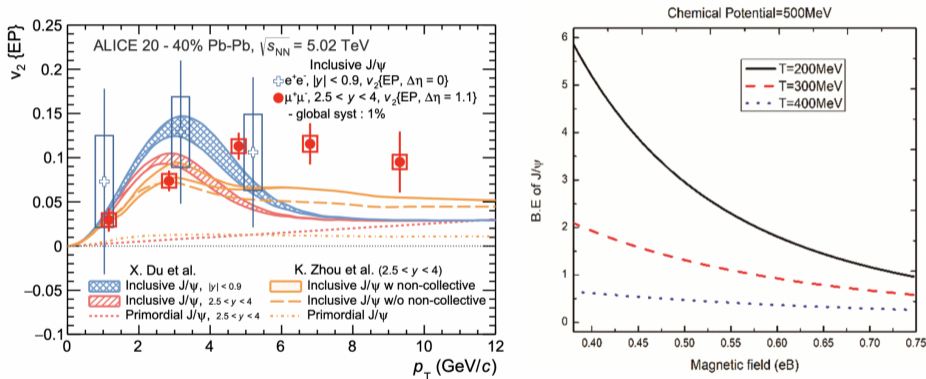 ALICE 20 - 40% Pb-Pb, √sNN = 5.02 TeV
Inclusive J/ψ
e⁺e⁻, |y| < 0.9, v₂{EP, Δη = 0}
μ⁺μ⁻, 2.5 < y < 4, v₂{EP, Δη = 1.1}
- global syst : 1%
v₂ {EP}
0.25
0.2
0.15
0.1
0.05
0
−0.05
−0.1
X. Du et al.
Inclusive J/ψ, |y| < 0.9
Inclusive J/ψ, 2.5 < y < 4
Primordial J/ψ, 2.5 < y < 4
K. Zhou et al. (2.5 < y < 4)
Inclusive J/ψ w non-collective
Inclusive J/ψ w/o non-collective
Primordial J/ψ
0 2 4 6 8 10 12
pT (GeV/c)
Chemical Potential=500MeV
T=200MeV
T=300MeV
T=400MeV
B.E of J/ψ
6
5
4
3
2
1
0
0.40 0.45 0.50 0.55 0.60 0.65 0.70 0.75
Magnetic field (eB)